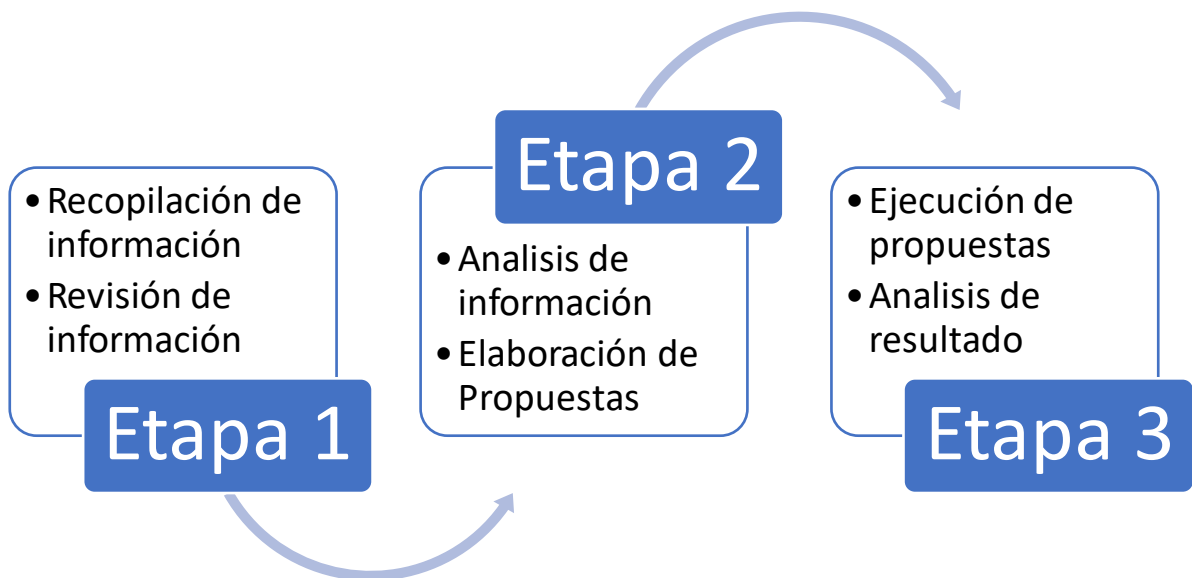 • Recopilación de
información
• Revisión de
información
Etapa 1
Etapa 2
• Analisis de
información
• Elaboración de
Propuestas
• Ejecución de
propuestas
• Analisis de
resultado
Etapa 3